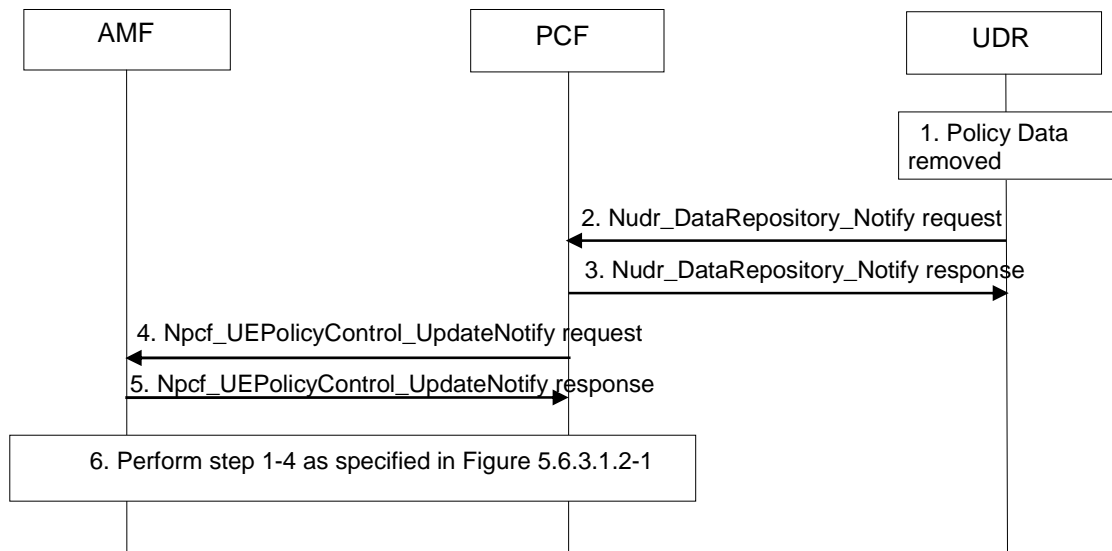 AMF
PCF
UDR
1. Policy Data
removed
2. Nudr_DataRepository_Notify request
3. Nudr_DataRepository_Notify response
4. Npcf_UEPolicyControl_UpdateNotify request
5. Npcf_UEPolicyControl_UpdateNotify response
6. Perform step 1-4 as specified in Figure 5.6.3.1.2-1